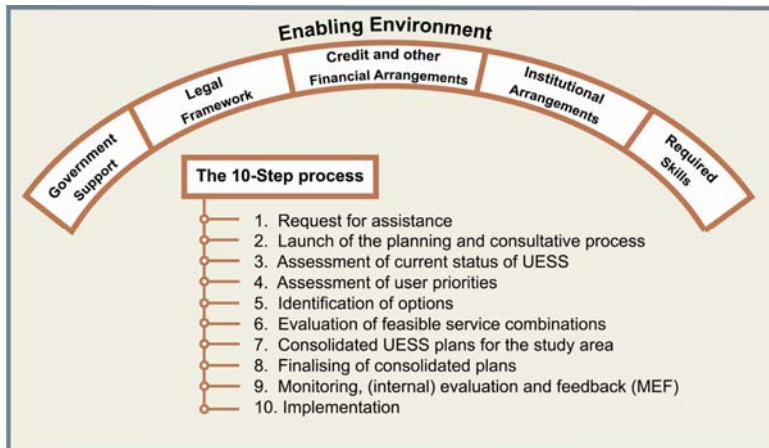 Enabling Environment
Government
Support
Legal
Framework
Credit and other
Financial Arrangements
Institutional
Arrangements
Required
Skills
The 10-Step process
1. Request for assistance
2. Launch of the planning and consultative process
3. Assessment of current status of UESS
4. Assessment of user priorities
5. Identification of options
6. Evaluation of feasible service combinations
7. Consolidated UESS plans for the study area
8. Finalising of consolidated plans
9. Monitoring, (internal) evaluation and feedback (MEF)
10. Implementation